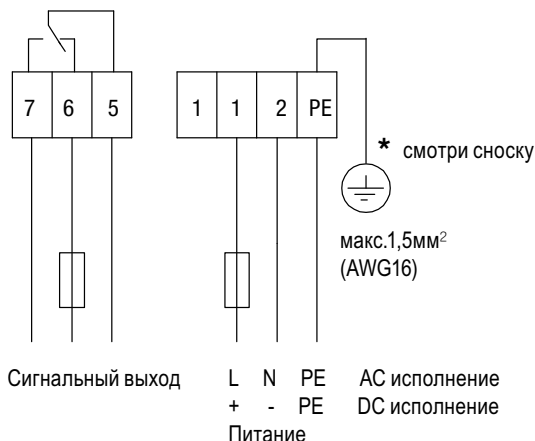 7 6 5 1 1 2 PE
* смотри сноску
макс.1,5мм²
(AWG16)
Сигнальный выход L N PE AC исполнение
+ - PE DC исполнение
Питание